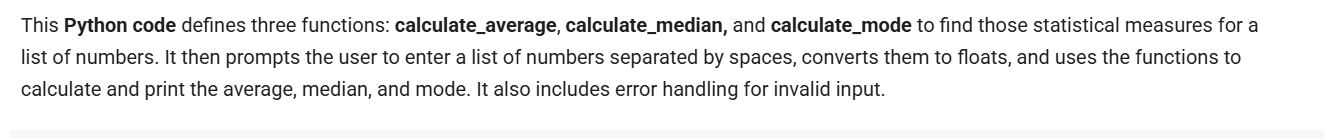 This Python code defines three functions: calculate_average, calculate_median, and calculate_mode to find those statistical measures for a
list of numbers. It then prompts the user to enter a list of numbers separated by spaces, converts them to floats, and uses the functions to
calculate and print the average, median, and mode. It also includes error handling for invalid input.